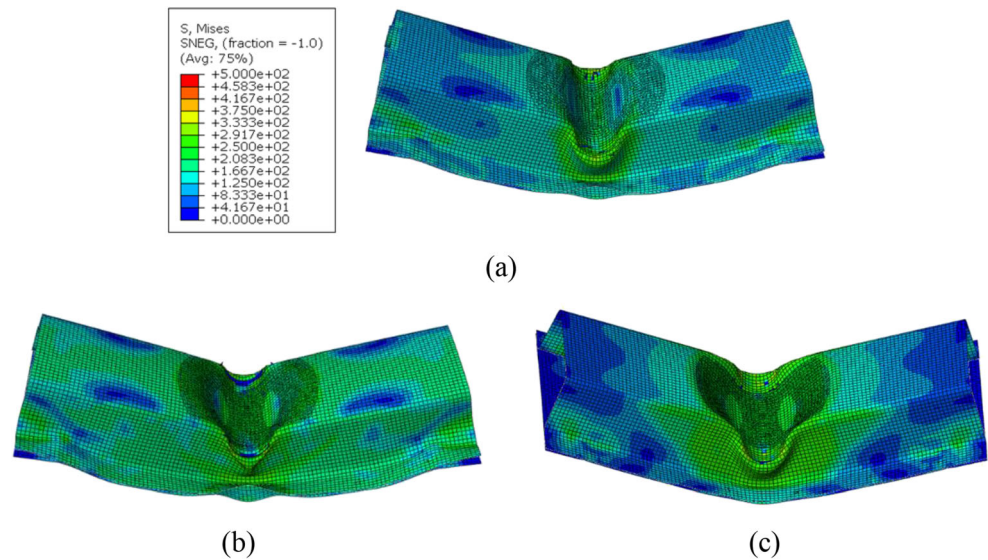 S, Mises
SNEG, (fraction = -1.0)
(Avg: 75%)
+5.000e+02
+4.583e+02
+4.167e+02
+3.750e+02
+3.333e+02
+2.917e+02
+2.500e+02
+2.083e+02
+1.667e+02
+1.250e+02
+8.333e+01
+4.167e+01
+0.000e+00
(a)
(b)
(c)